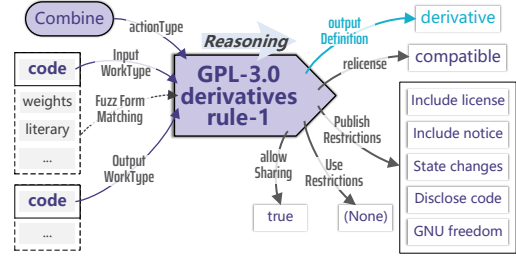 Combine
actionType
Reasoning
output
Definition
derivative
code
Input
WorkType
relicense
compatible
weights
literary
...
Fuzz Form
Matching
GPL-3.0
derivatives
rule-1
Publish
Restrictions
Include license
Include notice
State changes
Disclose code
GNU freedom
Output
WorkType
allow
Sharing
Use
Restrictions
code
...
true
(None)